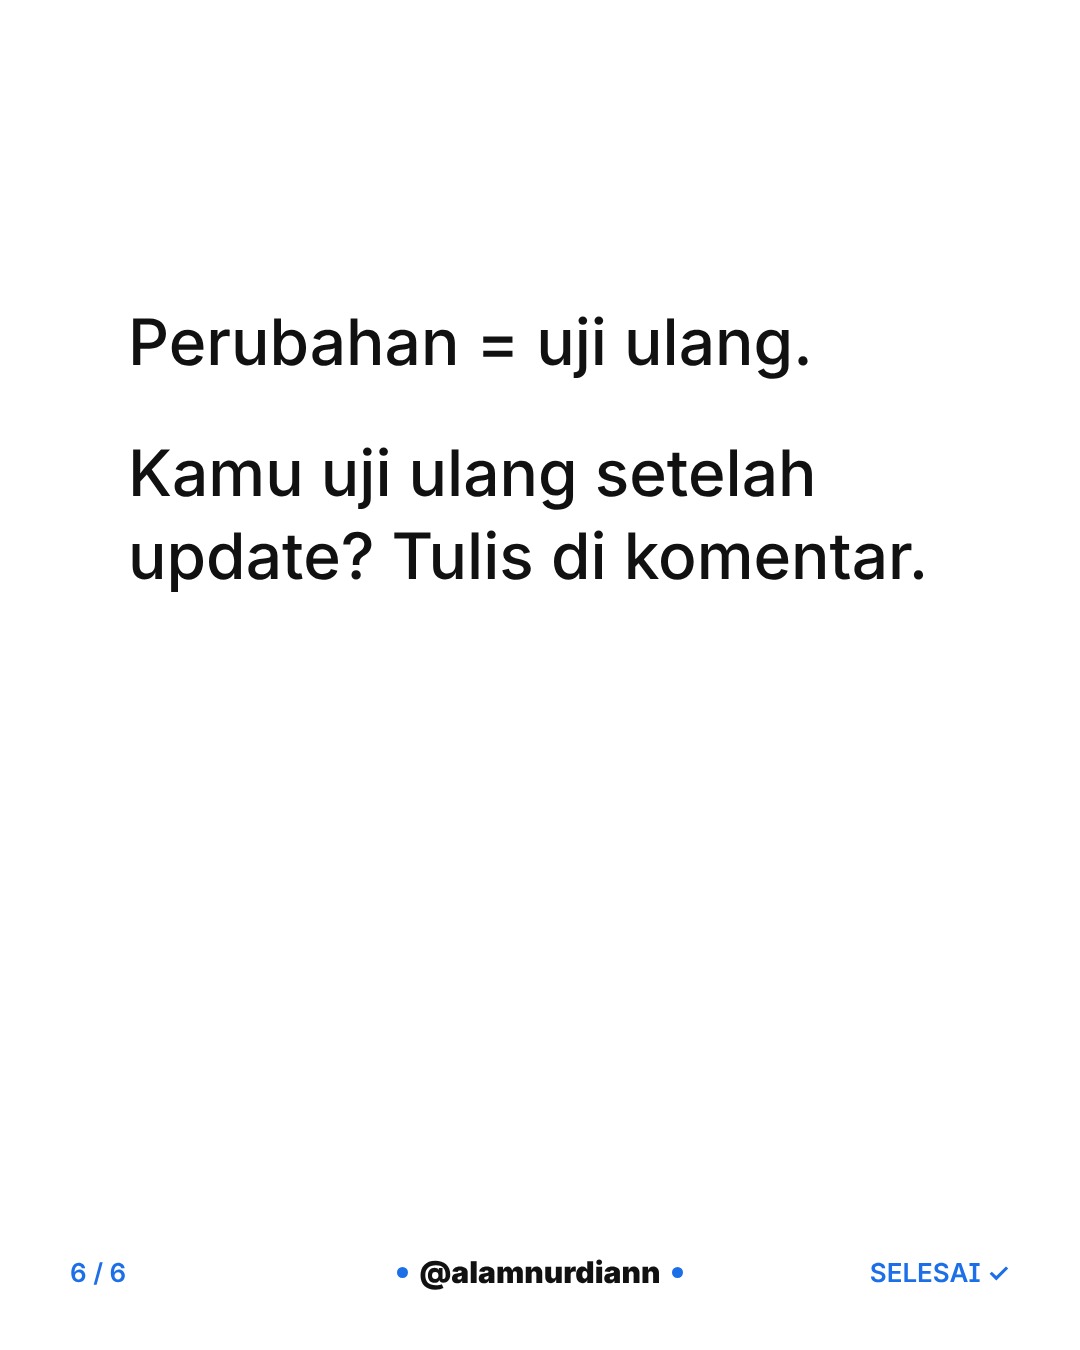 Perubahan = uji ulang.
Kamu uji ulang setelah
update? Tulis di komentar.
6 / 6
• @alamnurdiann •
SELESAI ✓